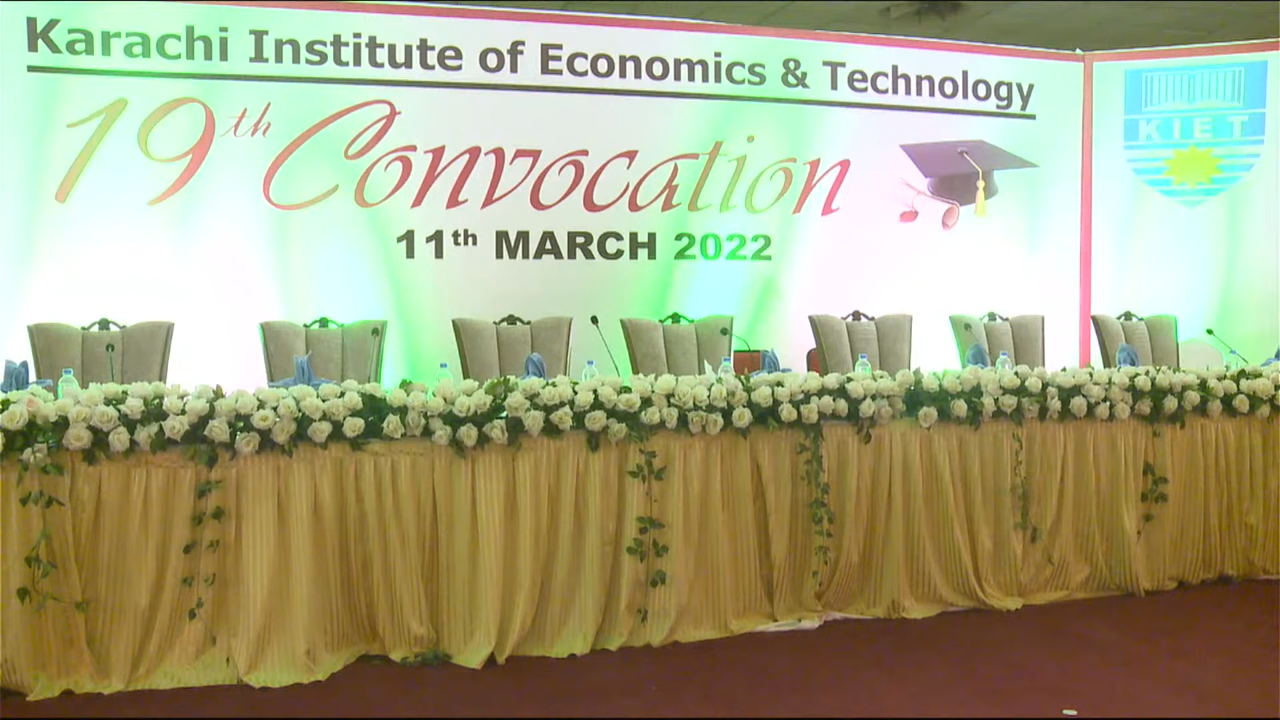 Karachi Institute of Economics & Technology
19th Convocation
11th MARCH 2022
KIET